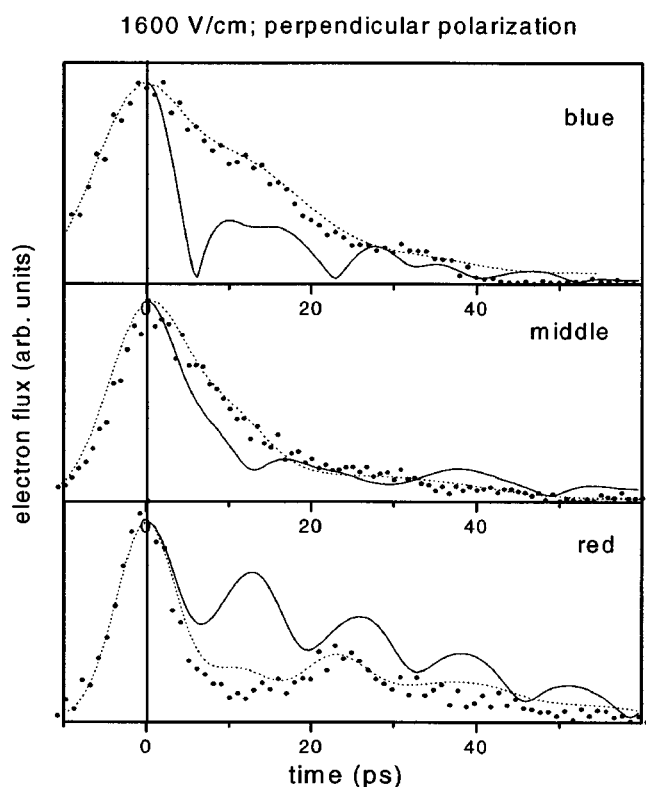 1600 V/cm; perpendicular polarization
blue
0 20 40
middle
0 20 40
red
0 20 40
time (ps)
electron flux (arb. units)